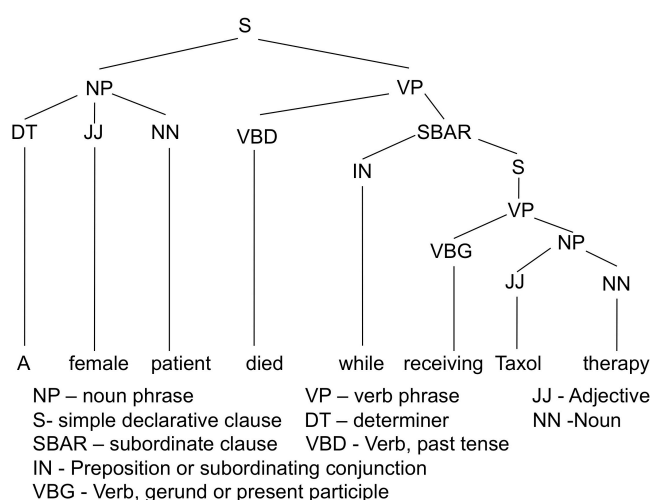 S
NP VP
DT JJ NN VBD SBAR
IN S
VP
VBG NP
JJ NN
A female patient died while receiving Taxol therapy
NP – noun phrase VP – verb phrase JJ - Adjective
S- simple declarative clause DT – determiner NN -Noun
SBAR – subordinate clause VBD - Verb, past tense
IN - Preposition or subordinating conjunction
VBG - Verb, gerund or present participle